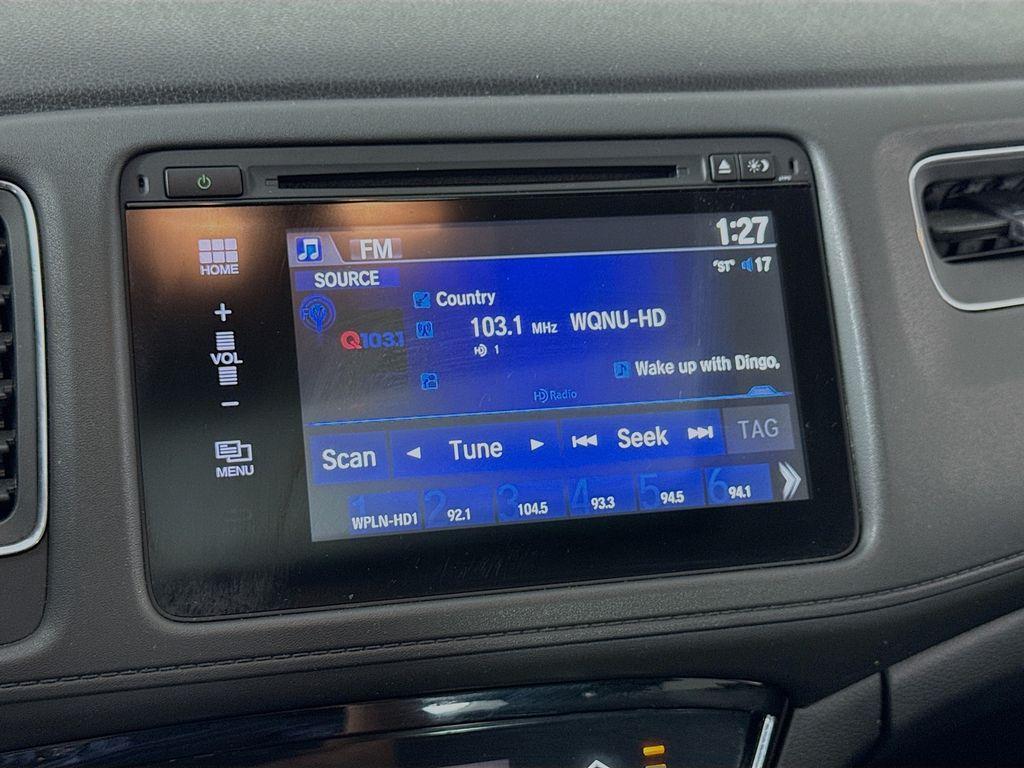 FM
1:27
HOME
SOURCE
"ST" 17
Country
+
103.1 MHz WQNU-HD
Q103.1
HD 1
VOL
Wake up with Dingo,
HD Radio
-
MENU
Scan Tune Seek TAG
1 2 3 4 5 6
WPLN-HD1 92.1 104.5 93.3 94.5 94.1